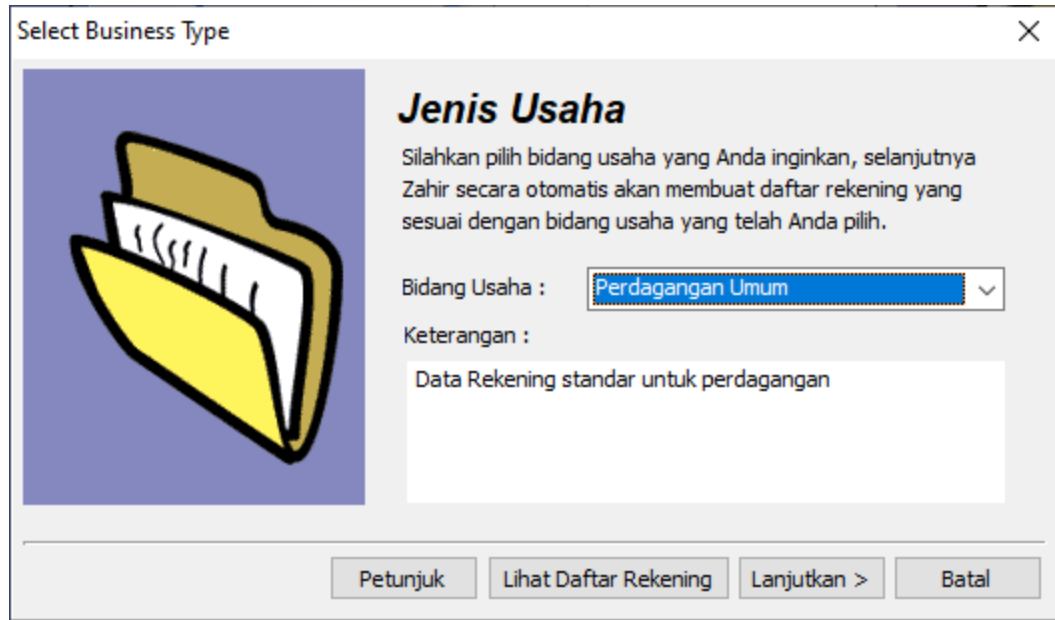 Select Business Type
Jenis Usaha
Silahkan pilih bidang usaha yang Anda inginkan, selanjutnya
Zahir secara otomatis akan membuat daftar rekening yang
sesuai dengan bidang usaha yang telah Anda pilih.
Bidang Usaha : Perdagangan Umum
Keterangan :
Data Rekening standar untuk perdagangan
Petunjuk Lihat Daftar Rekening Lanjutkan > Batal